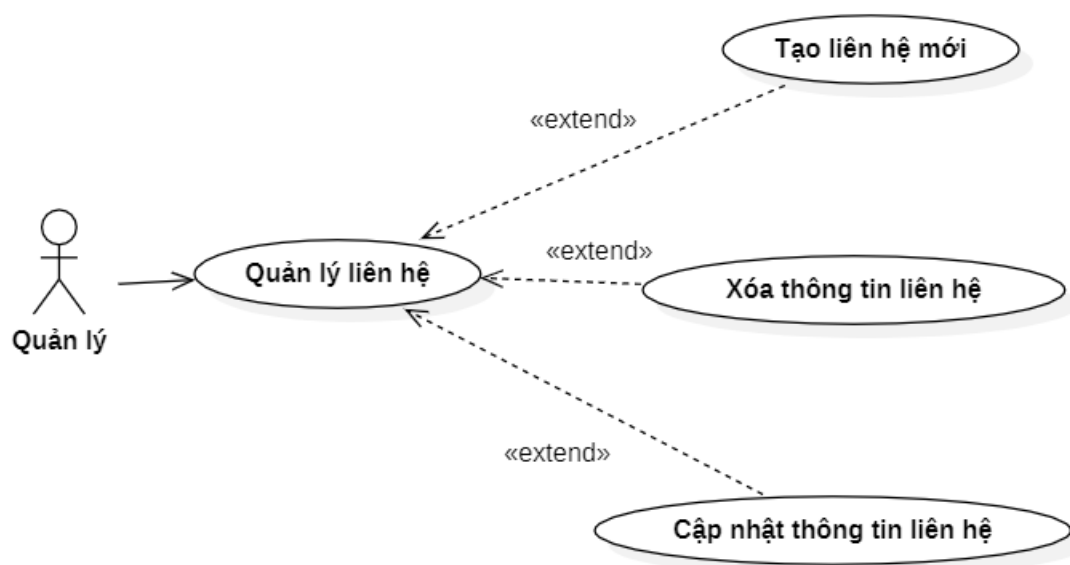 Tạo liên hệ mới
«extend»
«extend»
Quản lý liên hệ
Xóa thông tin liên hệ
Quản lý
«extend»
Cập nhật thông tin liên hệ